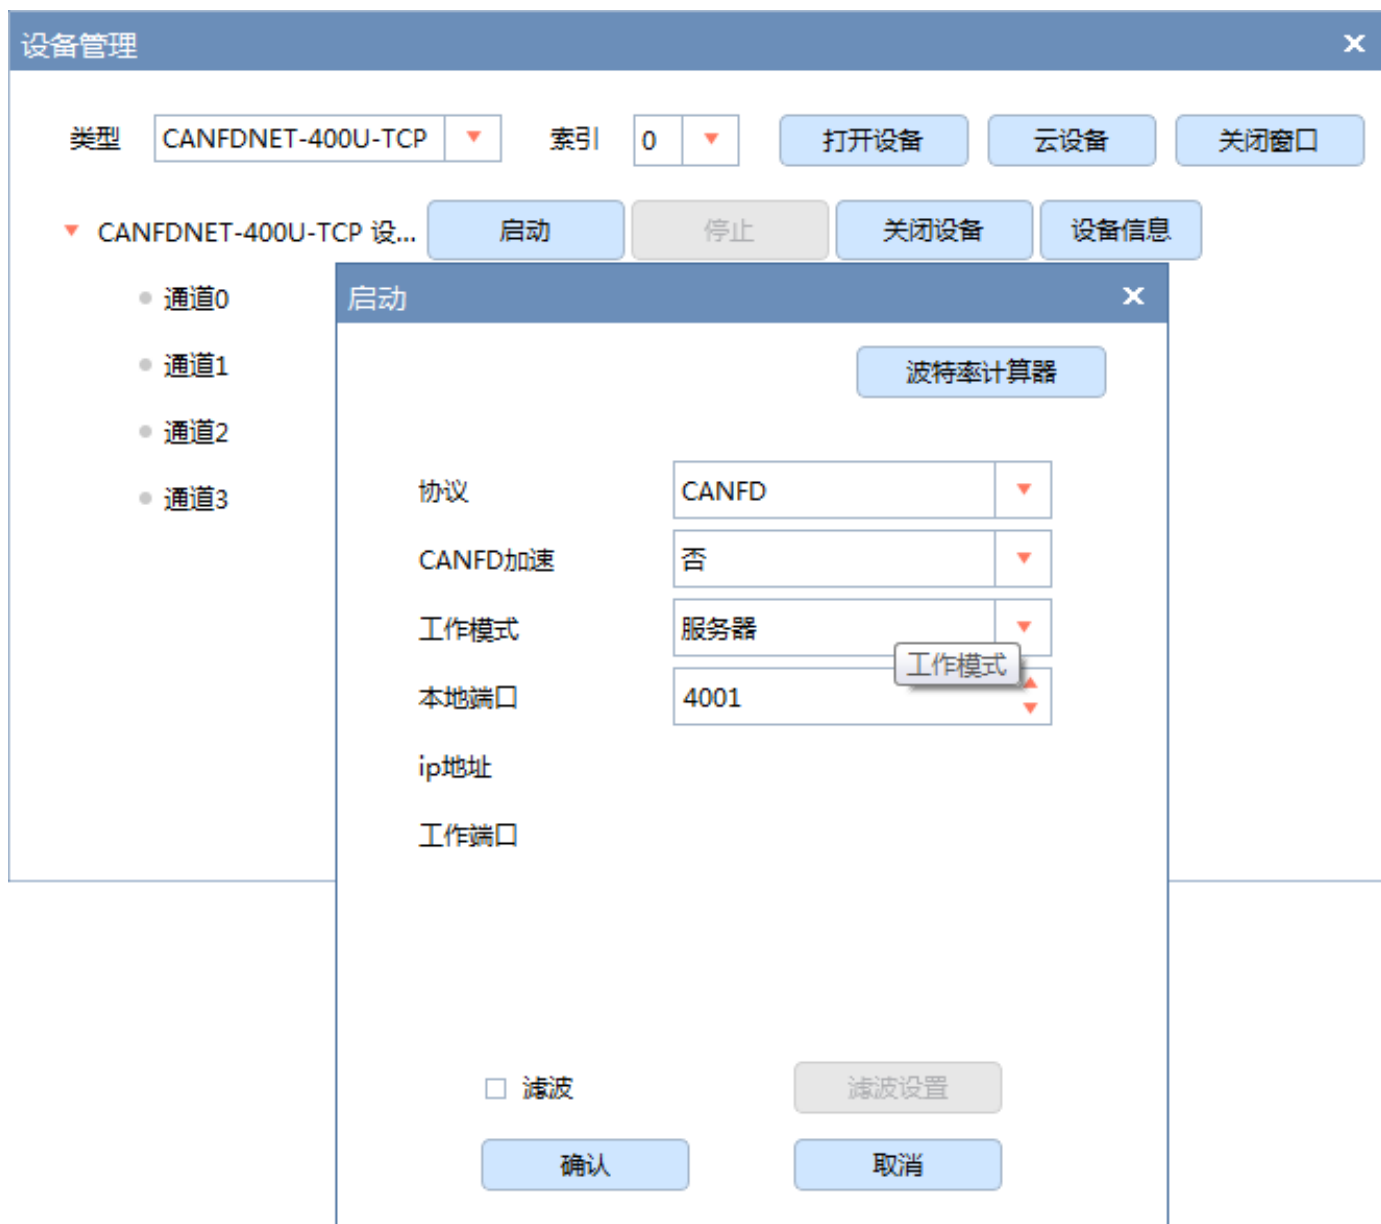 设备管理
类型 CANFDNET-400U-TCP 索引 0 打开设备 云设备 关闭窗口
CANFDNET-400U-TCP 设... 启动 停止 关闭设备 设备信息
通道0
通道1
通道2
通道3
启动
波特率计算器
协议 CANFD
CANFD加速 否
工作模式 服务器
工作模式
本地端口 4001
ip地址
工作端口
滤波 滤波设置
确认 取消